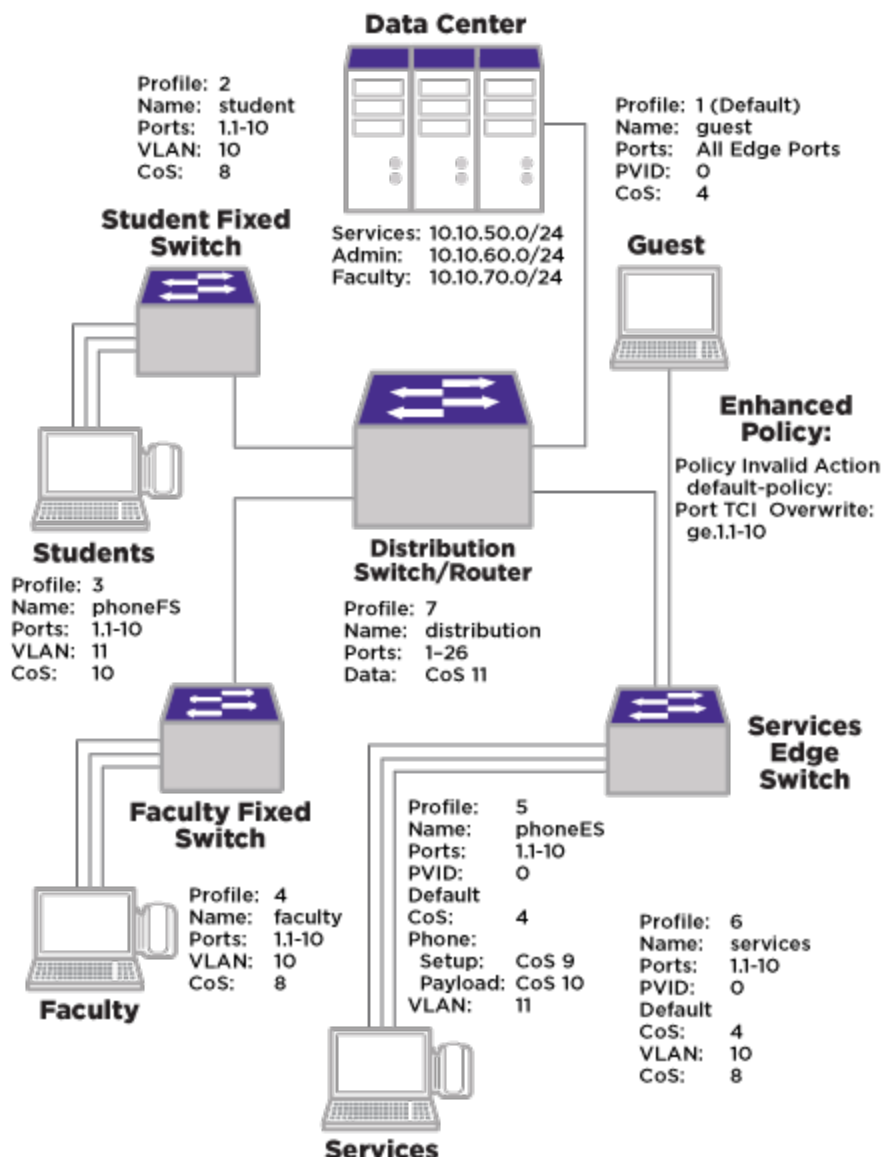 Data Center
Profile: 2
Name: student
Ports: 1.1-10
VLAN: 10
CoS: 8
Profile: 1 (Default)
Name: guest
Ports: All Edge Ports
PVID: 0
CoS: 4
Student Fixed
Switch
Services: 10.10.50.0/24
Admin: 10.10.60.0/24
Faculty: 10.10.70.0/24
Guest
Enhanced
Policy:
Policy Invalid Action
default-policy:
Port TCI Overwrite:
ge.1.1-10
Students
Profile: 3
Name: phoneFS
Ports: 1.1-10
VLAN: 11
CoS: 10
Distribution
Switch/Router
Profile: 7
Name: distribution
Ports: 1-26
Data: CoS 11
Services
Edge
Switch
Faculty Fixed
Switch
Profile: 4
Name: faculty
Ports: 1.1-10
VLAN: 10
CoS: 8
Faculty
Profile: 5
Name: phoneES
Ports: 1.1-10
PVID: 0
Default
CoS: 4
Phone:
Setup: CoS 9
Payload: CoS 10
VLAN: 11
Profile: 6
Name: services
Ports: 1.1-10
PVID: 0
Default
CoS: 4
VLAN: 10
CoS: 8
Services